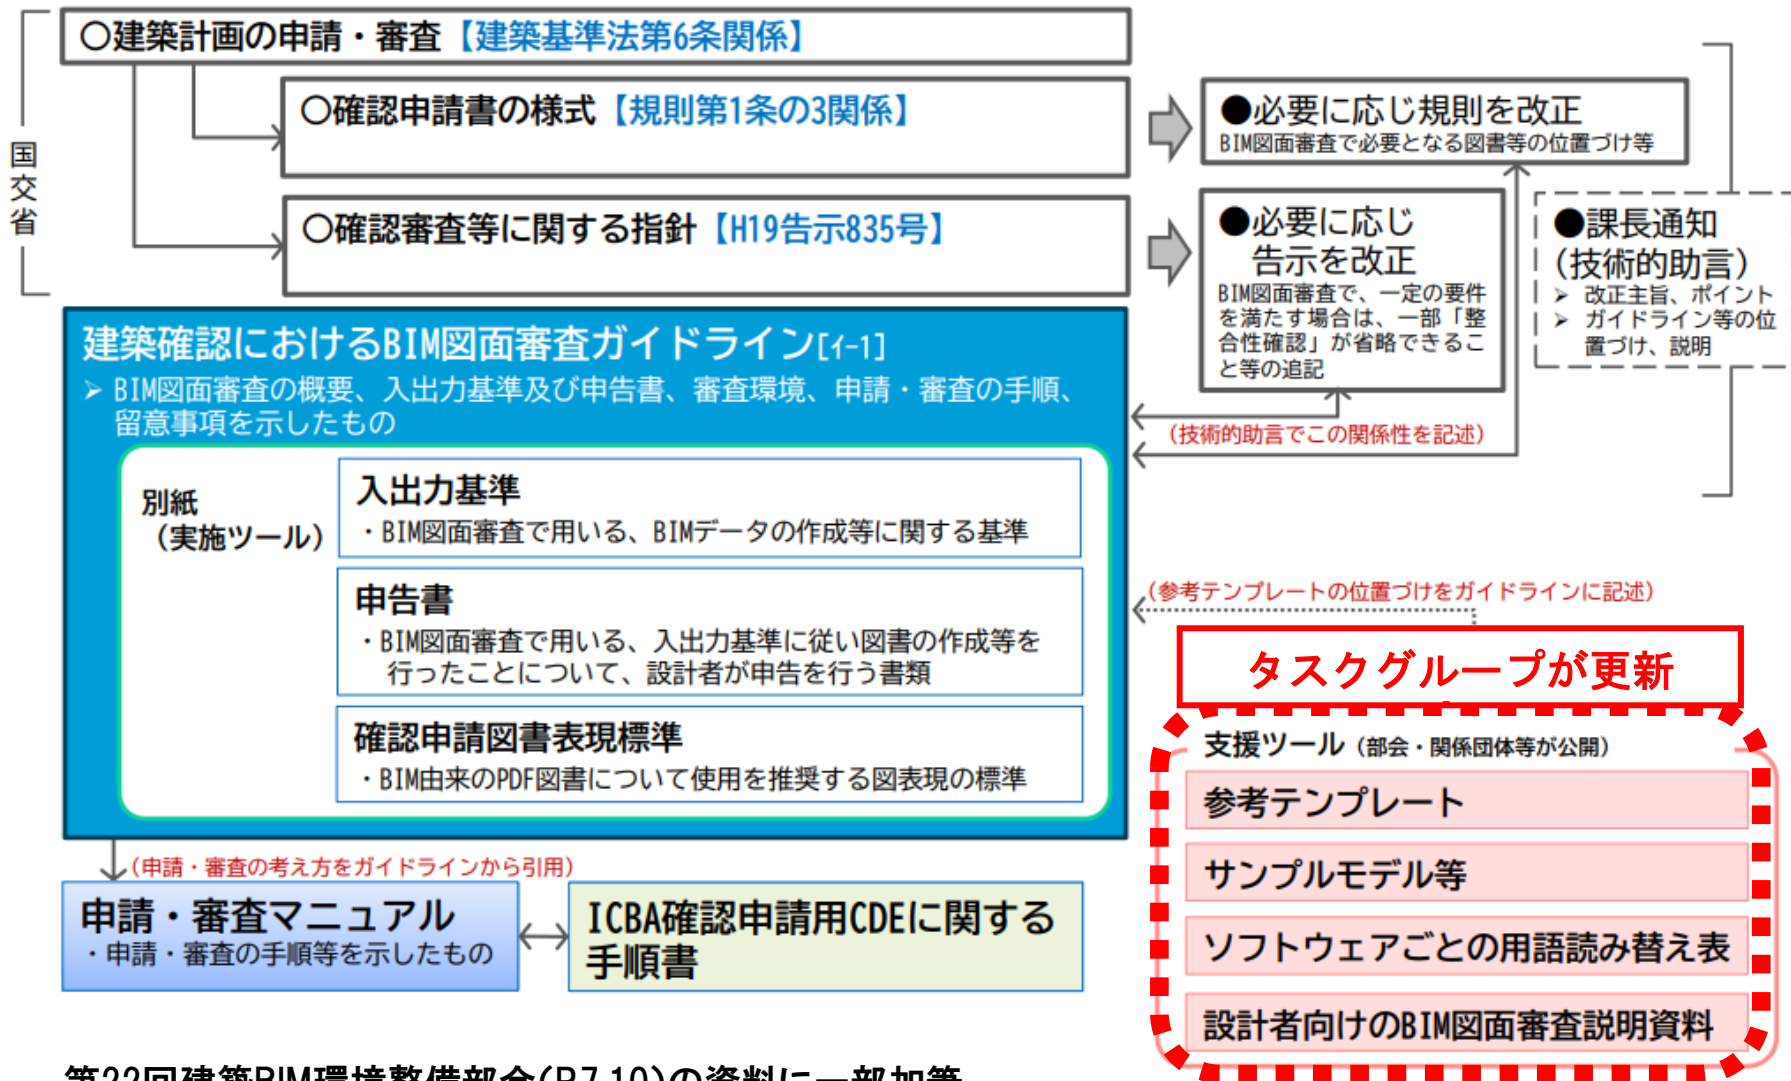 国交省
○建築計画の申請・審査【建築基準法第6条関係】
○確認申請書の様式【規則第1条の3関係】
○確認審査等に関する指針【H19告示835号】
●必要に応じ規則を改正
BIM図面審査で必要となる図書等の位置づけ等
●必要に応じ
告示を改正
BIM図面審査で、一定の要件
を満たす場合は、一部「整
合性確認」が省略できるこ
と等の追記
●課長通知
(技術的助言)
➢ 改正主旨、ポイント
➢ ガイドライン等の位
置づけ、説明
建築確認におけるBIM図面審査ガイドライン[ｲ-1]
➢ BIM図面審査の概要、入出力基準及び申告書、審査環境、申請・審査の手順、
留意事項を示したもの
(技術的助言でこの関係性を記述)
別紙
(実施ツール)
入出力基準
・BIM図面審査で用いる、BIMデータの作成等に関する基準
申告書
・BIM図面審査で用いる、入出力基準に従い図書の作成等を
行ったことについて、設計者が申告を行う書類
確認申請図書表現標準
・BIM由来のPDF図書について使用を推奨する図表現の標準
(参考テンプレートの位置づけをガイドラインに記述)
タスクグループが更新
支援ツール(部会・関係団体等が公開)
参考テンプレート
サンプルモデル等
ソフトウェアごとの用語読み替え表
設計者向けのBIM図面審査説明資料
(申請・審査の考え方をガイドラインから引用)
申請・審査マニュアル
・申請・審査の手順等を示したもの
ICBA確認申請用CDEに関する
手順書
第22回建築BIM環境整備部会(R7.10)の資料に一部加筆